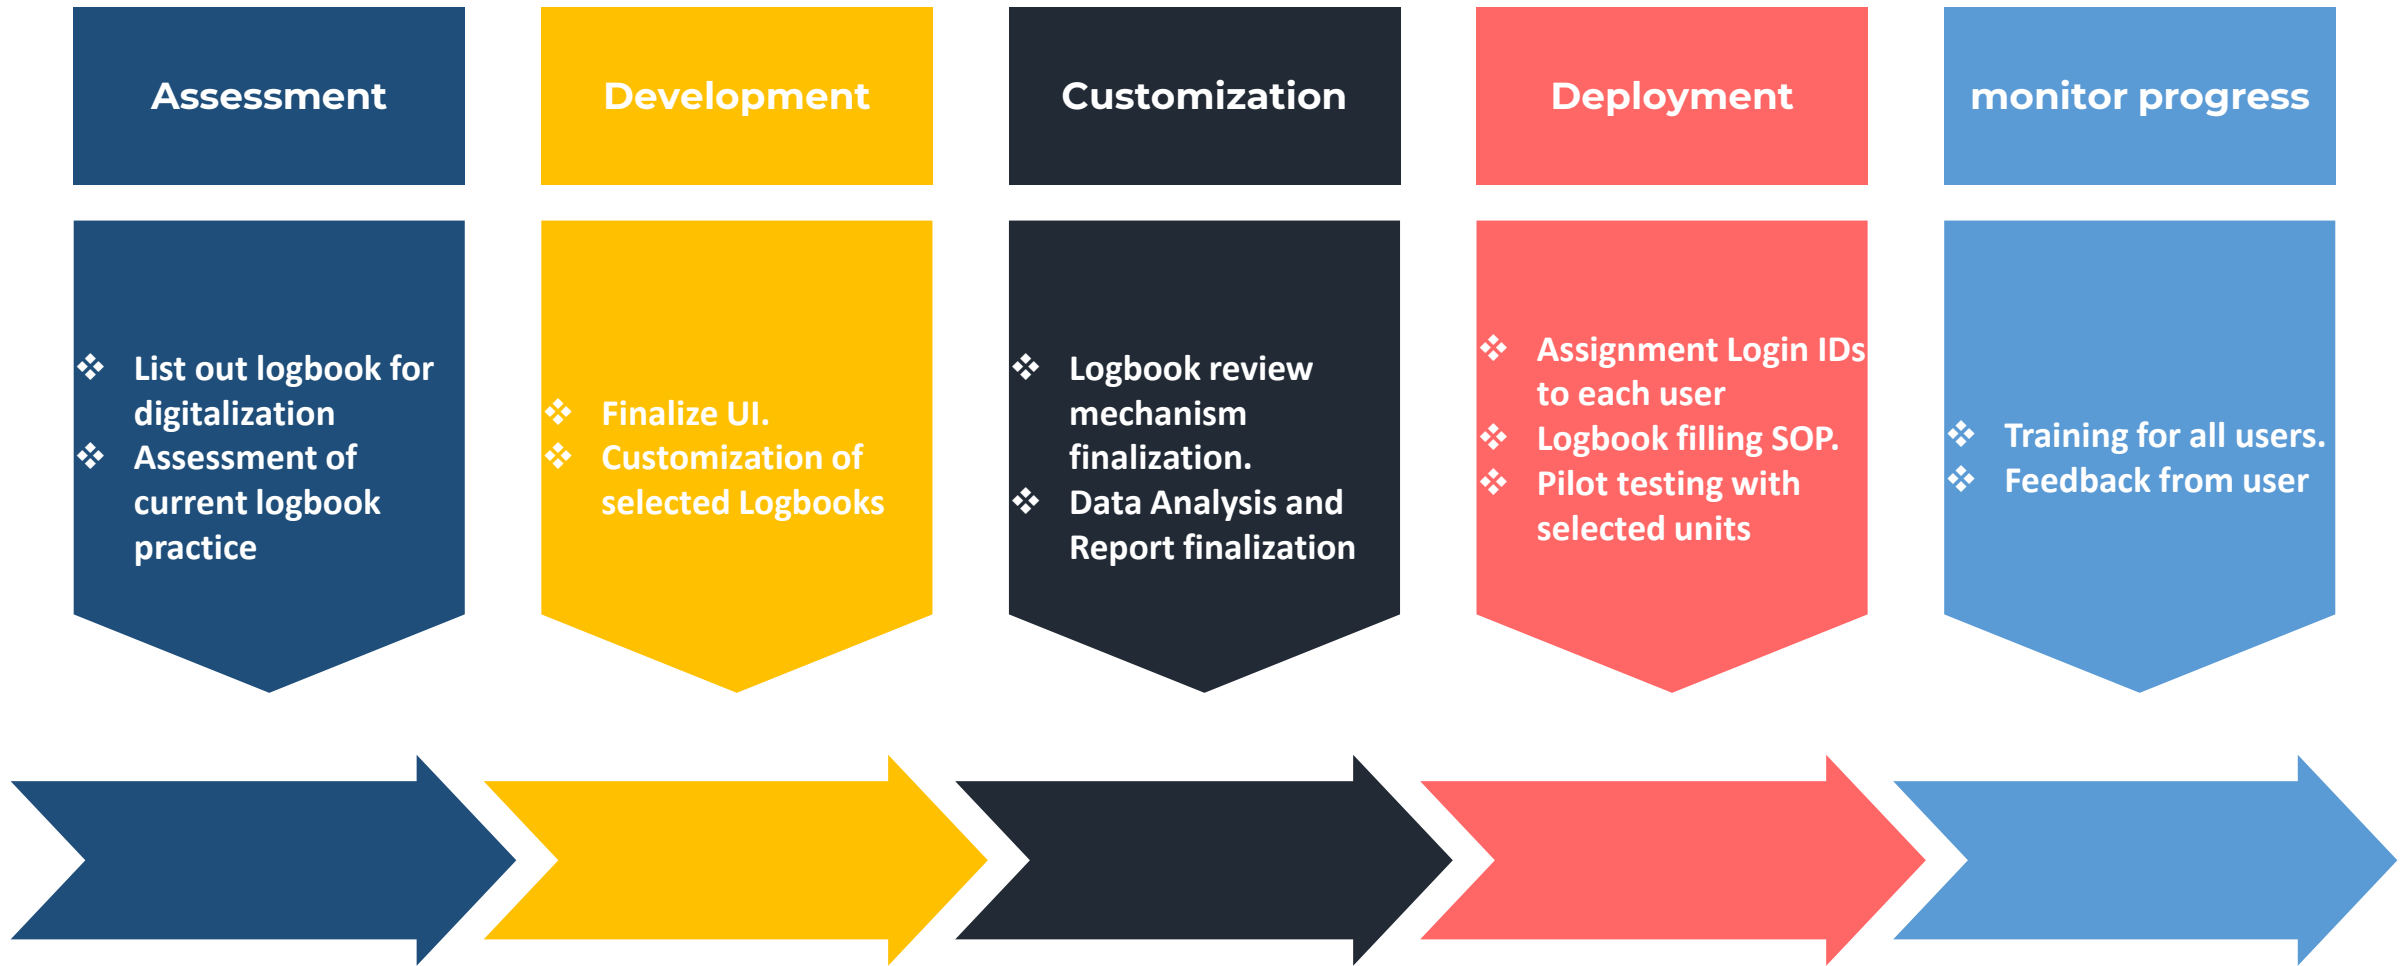 Assessment
Development
Customization
Deployment
monitor progress
❖ List out logbook for
digitalization
❖ Assessment of
current logbook
practice
❖ Finalize UI.
❖ Customization of
selected Logbooks
❖ Logbook review
mechanism
finalization.
❖ Data Analysis and
Report finalization
❖ Assignment Login IDs
to each user
❖ Logbook filling SOP.
❖ Pilot testing with
selected units
❖ Training for all users.
❖ Feedback from user